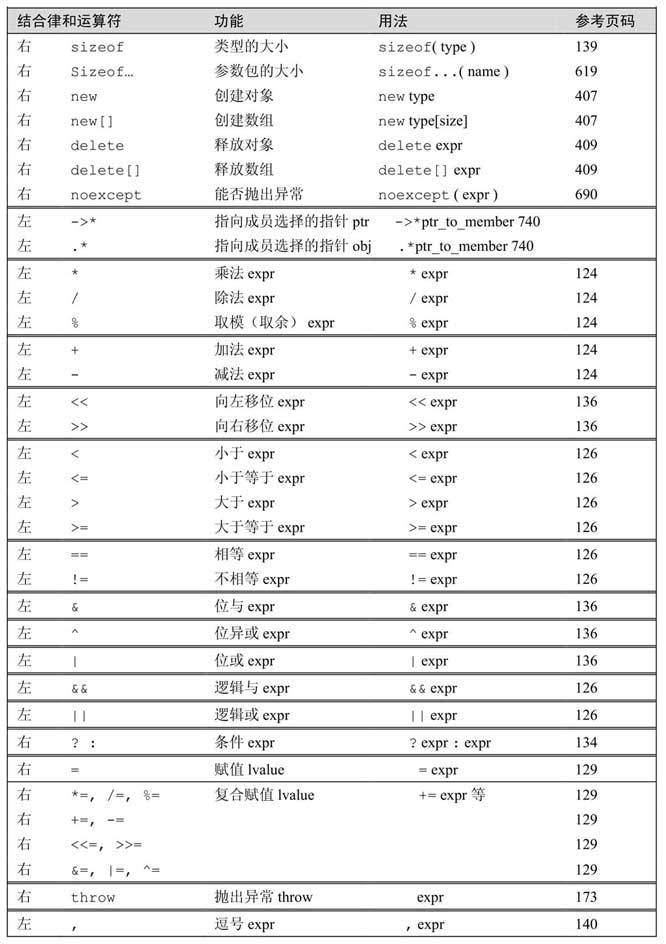 结合律和运算符 功能 用法 参考页码
右 sizeof 类型的大小 sizeof( type ) 139
右 Sizeof… 参数包的大小 sizeof...( name ) 619
右 new 创建对象 new type 407
右 new[] 创建数组 new type[size] 407
右 delete 释放对象 delete expr 409
右 delete[] 释放数组 delete[] expr 409
右 noexcept 能否抛出异常 noexcept ( expr ) 690
左 ->* 指向成员选择的指针 ptr ->*ptr_to_member 740
左 .* 指向成员选择的指针 obj .*ptr_to_member 740
左 * 乘法 expr * expr 124
左 / 除法 expr / expr 124
左 % 取模（取余） expr % expr 124
左 + 加法 expr + expr 124
左 - 减法 expr - expr 124
左 << 向左移位 expr << expr 136
左 >> 向右移位 expr >> expr 136
左 < 小于 expr < expr 126
左 <= 小于等于 expr <= expr 126
左 > 大于 expr > expr 126
左 >= 大于等于 expr >= expr 126
左 == 相等 expr == expr 126
左 != 不相等 expr != expr 126
左 & 位与 expr & expr 136
左 ^ 位异或 expr ^ expr 136
左 | 位或 expr | expr 136
左 && 逻辑与 expr && expr 126
左 || 逻辑或 expr || expr 126
右 ? : 条件 expr ? expr : expr 134
右 = 赋值 lvalue = expr 129
右 *=, /=, %= 复合赋值 lvalue += expr 等 129
右 +=, -= 129
右 <<=, >>= 129
右 &=, |=, ^= 129
右 throw 抛出异常 throw expr 173
左 , 逗号 expr , expr 140